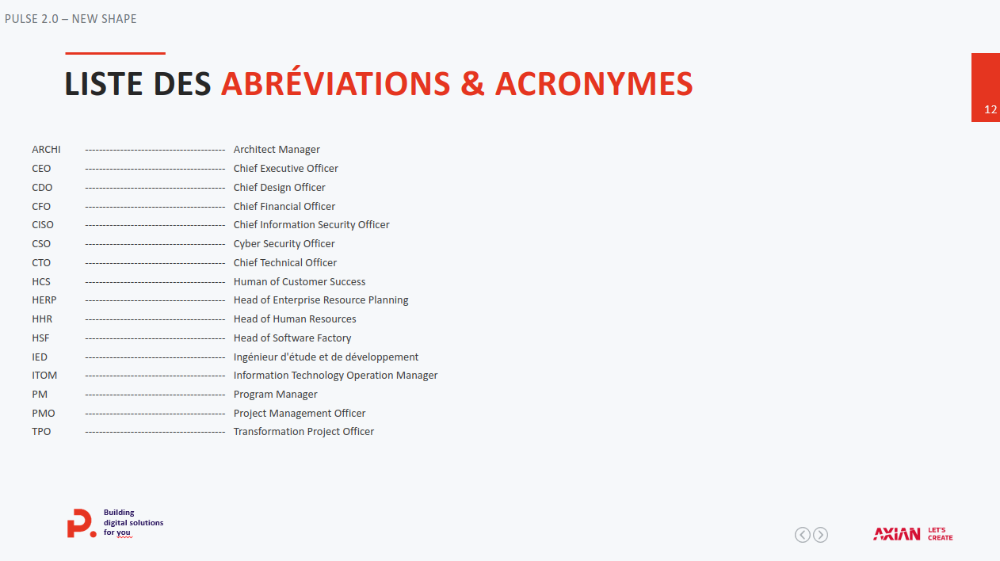 PULSE 2.0 – NEW SHAPE
LISTE DES ABRÉVIATIONS & ACRONYMES
12
ARCHI ---------------------------------------- Architect Manager
CEO ---------------------------------------- Chief Executive Officer
CDO ---------------------------------------- Chief Design Officer
CFO ---------------------------------------- Chief Financial Officer
CISO ---------------------------------------- Chief Information Security Officer
CSO ---------------------------------------- Cyber Security Officer
CTO ---------------------------------------- Chief Technical Officer
HCS ---------------------------------------- Human of Customer Success
HERP ---------------------------------------- Head of Enterprise Resource Planning
HHR ---------------------------------------- Head of Human Resources
HSF ---------------------------------------- Head of Software Factory
IED ---------------------------------------- Ingénieur d'étude et de développement
ITOM ---------------------------------------- Information Technology Operation Manager
PM ---------------------------------------- Program Manager
PMO ---------------------------------------- Project Management Officer
TPO ---------------------------------------- Transformation Project Officer
P.
Building
digital solutions
for you
AXIAN
LET'S
CREATE